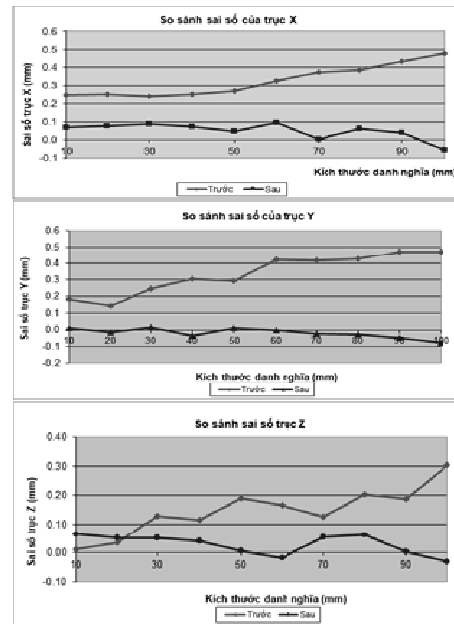 So sánh sai số của trục X
0.6
0.5
0.4
0.3
0.2
0.1
0.0
-0.1
Sai số trục X (mm)
10 30 50 70 90
Kích thước danh nghĩa (mm)
Trước Sau
So sánh sai số của trục Y
0.6
0.5
0.4
0.3
0.2
0.1
0.0
-0.1
-0.2
Sai số trục Y (mm)
10 20 30 40 50 60 70 80 90 100
Kích thước danh nghĩa (mm)
Trước Sau
So sánh sai số trục Z
0.40
0.30
0.20
0.10
0.00
-0.10
Sai số trục Z (mm)
10 30 50 70 90
Kích thước danh nghĩa (mm)
Trước Sau